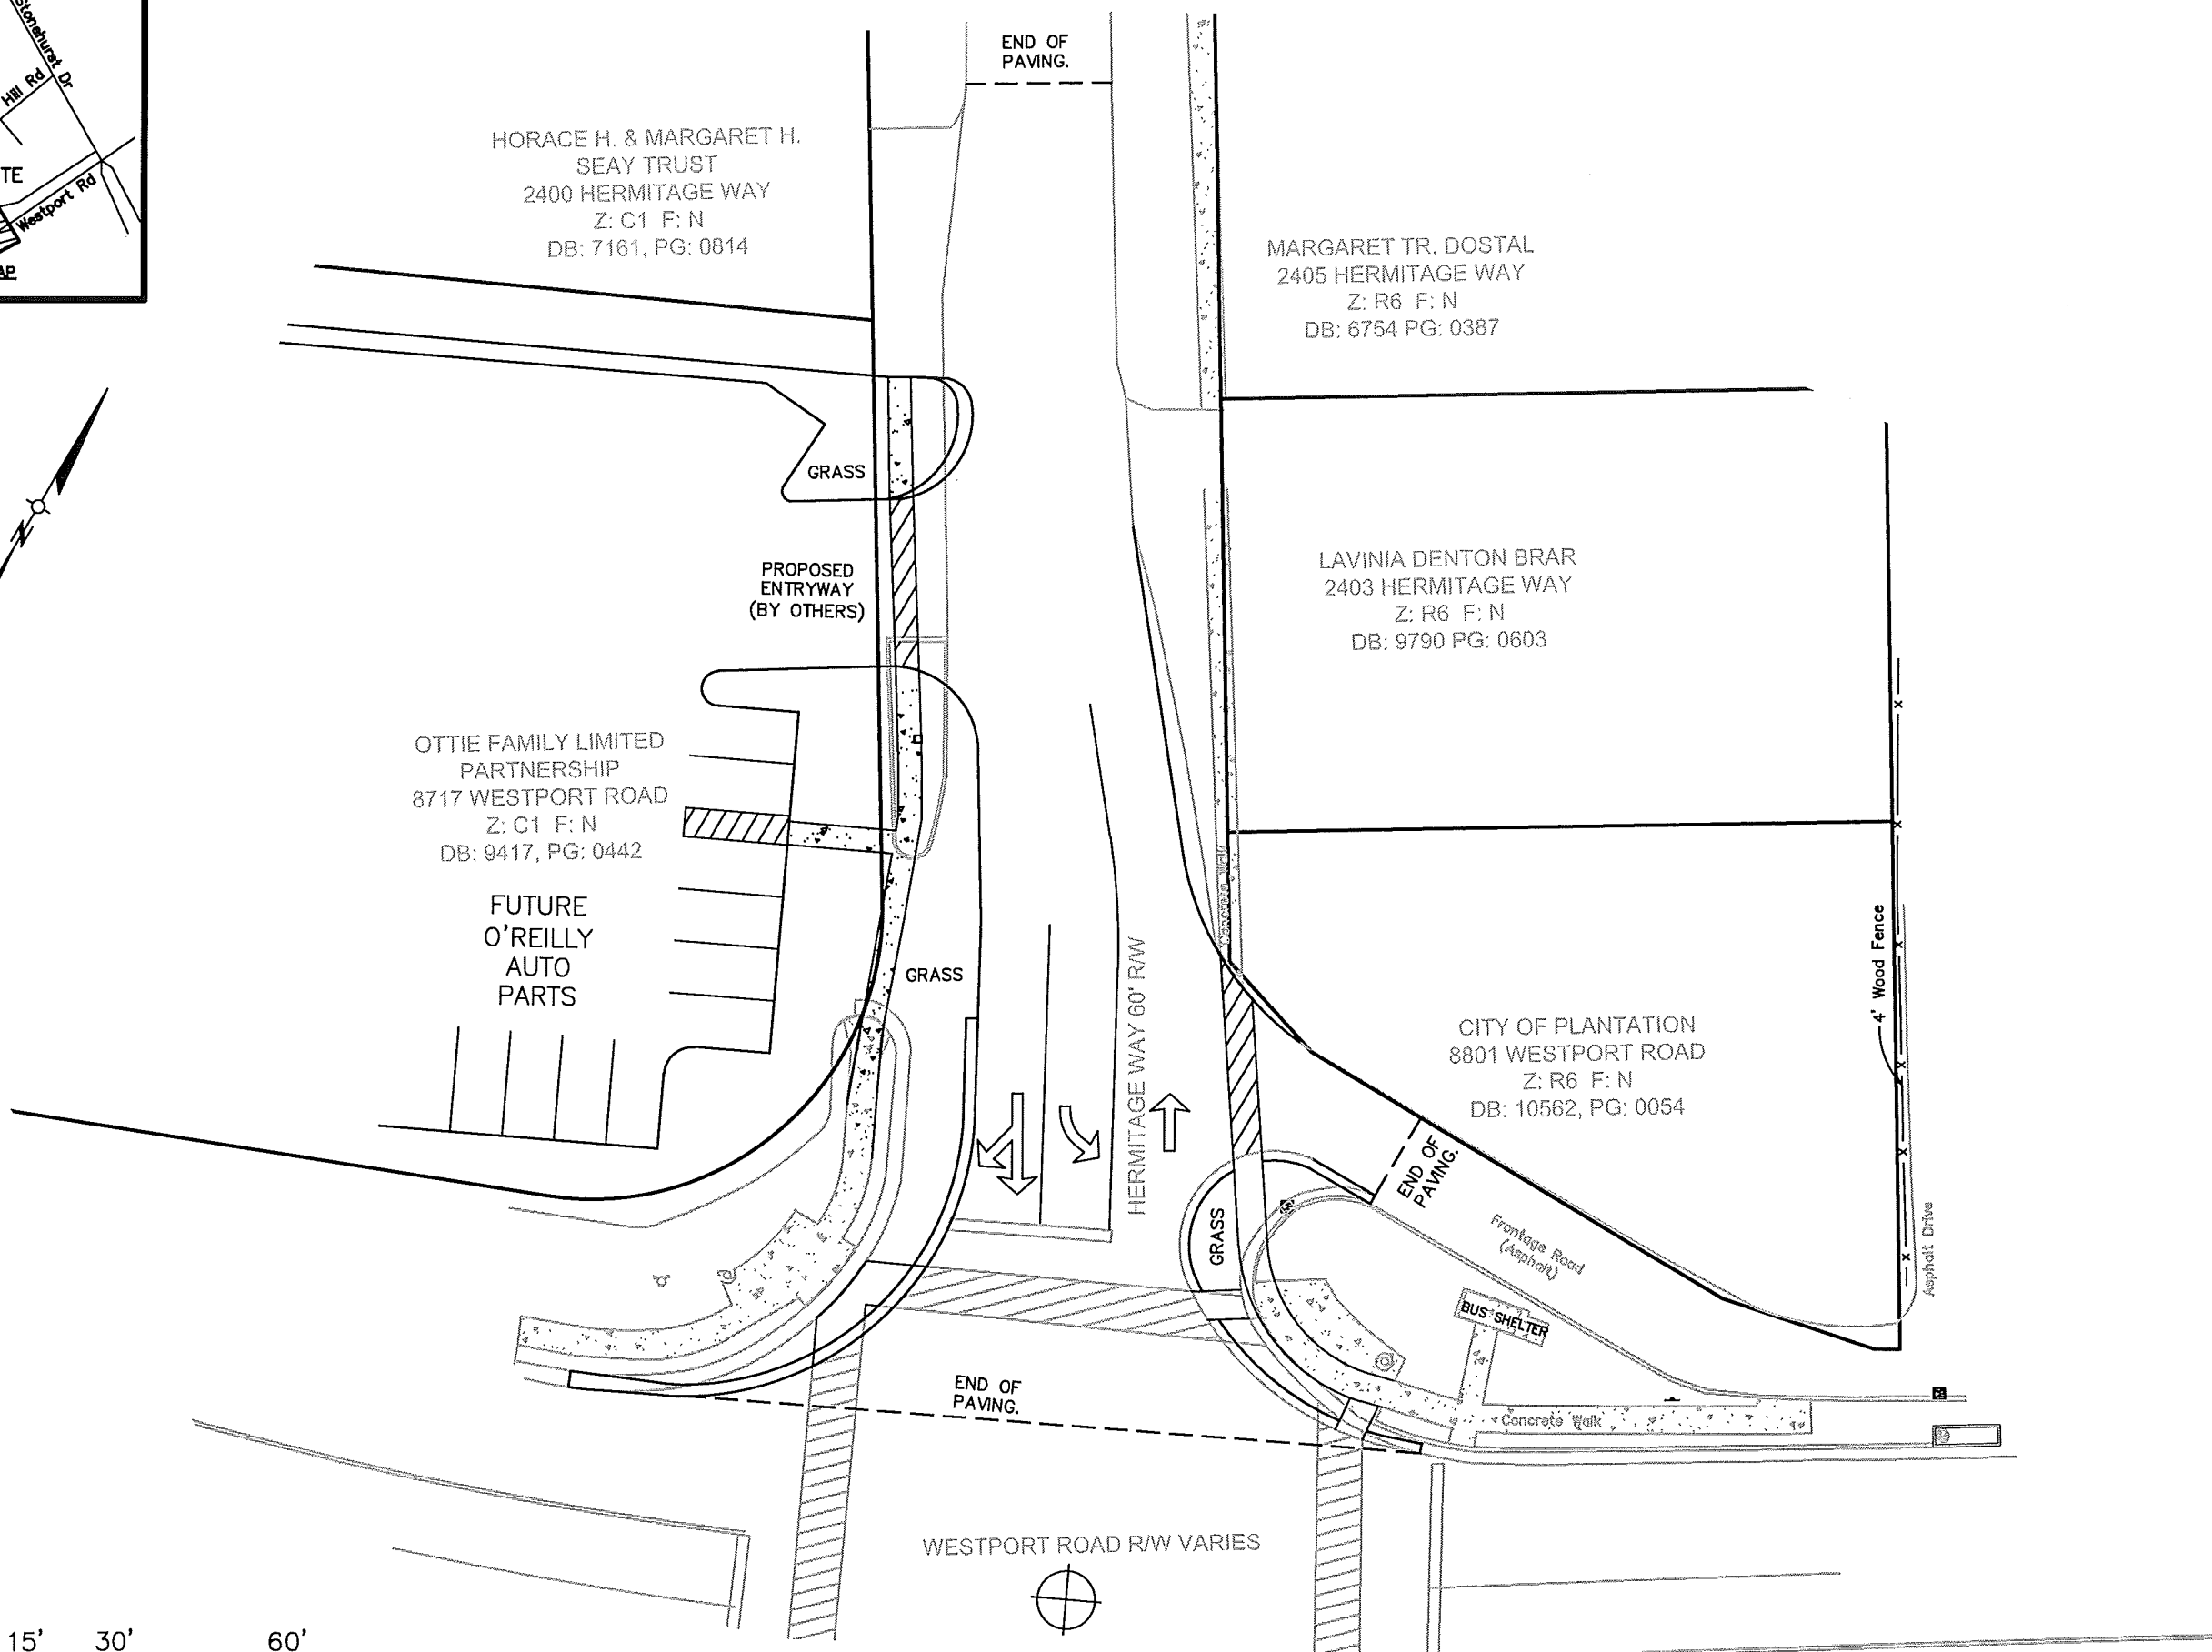 Stonehurst Dr
Hill Rd
TE
Westport Rd
AP
END OF
PAVING.
HORACE H. & MARGARET H.
SEAY TRUST
2400 HERMITAGE WAY
Z: C1 F: N
DB: 7161, PG: 0814
MARGARET TR. DOSTAL
2405 HERMITAGE WAY
Z: R6 F: N
DB: 6754 PG: 0387
N
GRASS
PROPOSED
ENTRYWAY
(BY OTHERS)
LAVINIA DENTON BRAR
2403 HERMITAGE WAY
Z: R6 F: N
DB: 9790 PG: 0603
OTTIE FAMILY LIMITED
PARTNERSHIP
8717 WESTPORT ROAD
Z: C1 F: N
DB: 9417, PG: 0442
FUTURE
O'REILLY
AUTO
PARTS
GRASS
Concrete Walk
HERMITAGE WAY 60' R/W
4' Wood Fence
CITY OF PLANTATION
8801 WESTPORT ROAD
Z: R6 F: N
DB: 10562, PG: 0054
END OF
PAVING.
GRASS
Frontage Road
(Asphalt)
Asphalt Drive
BUS SHELTER
END OF
PAVING.
Concrete Walk
WESTPORT ROAD R/W VARIES
15' 30' 60'